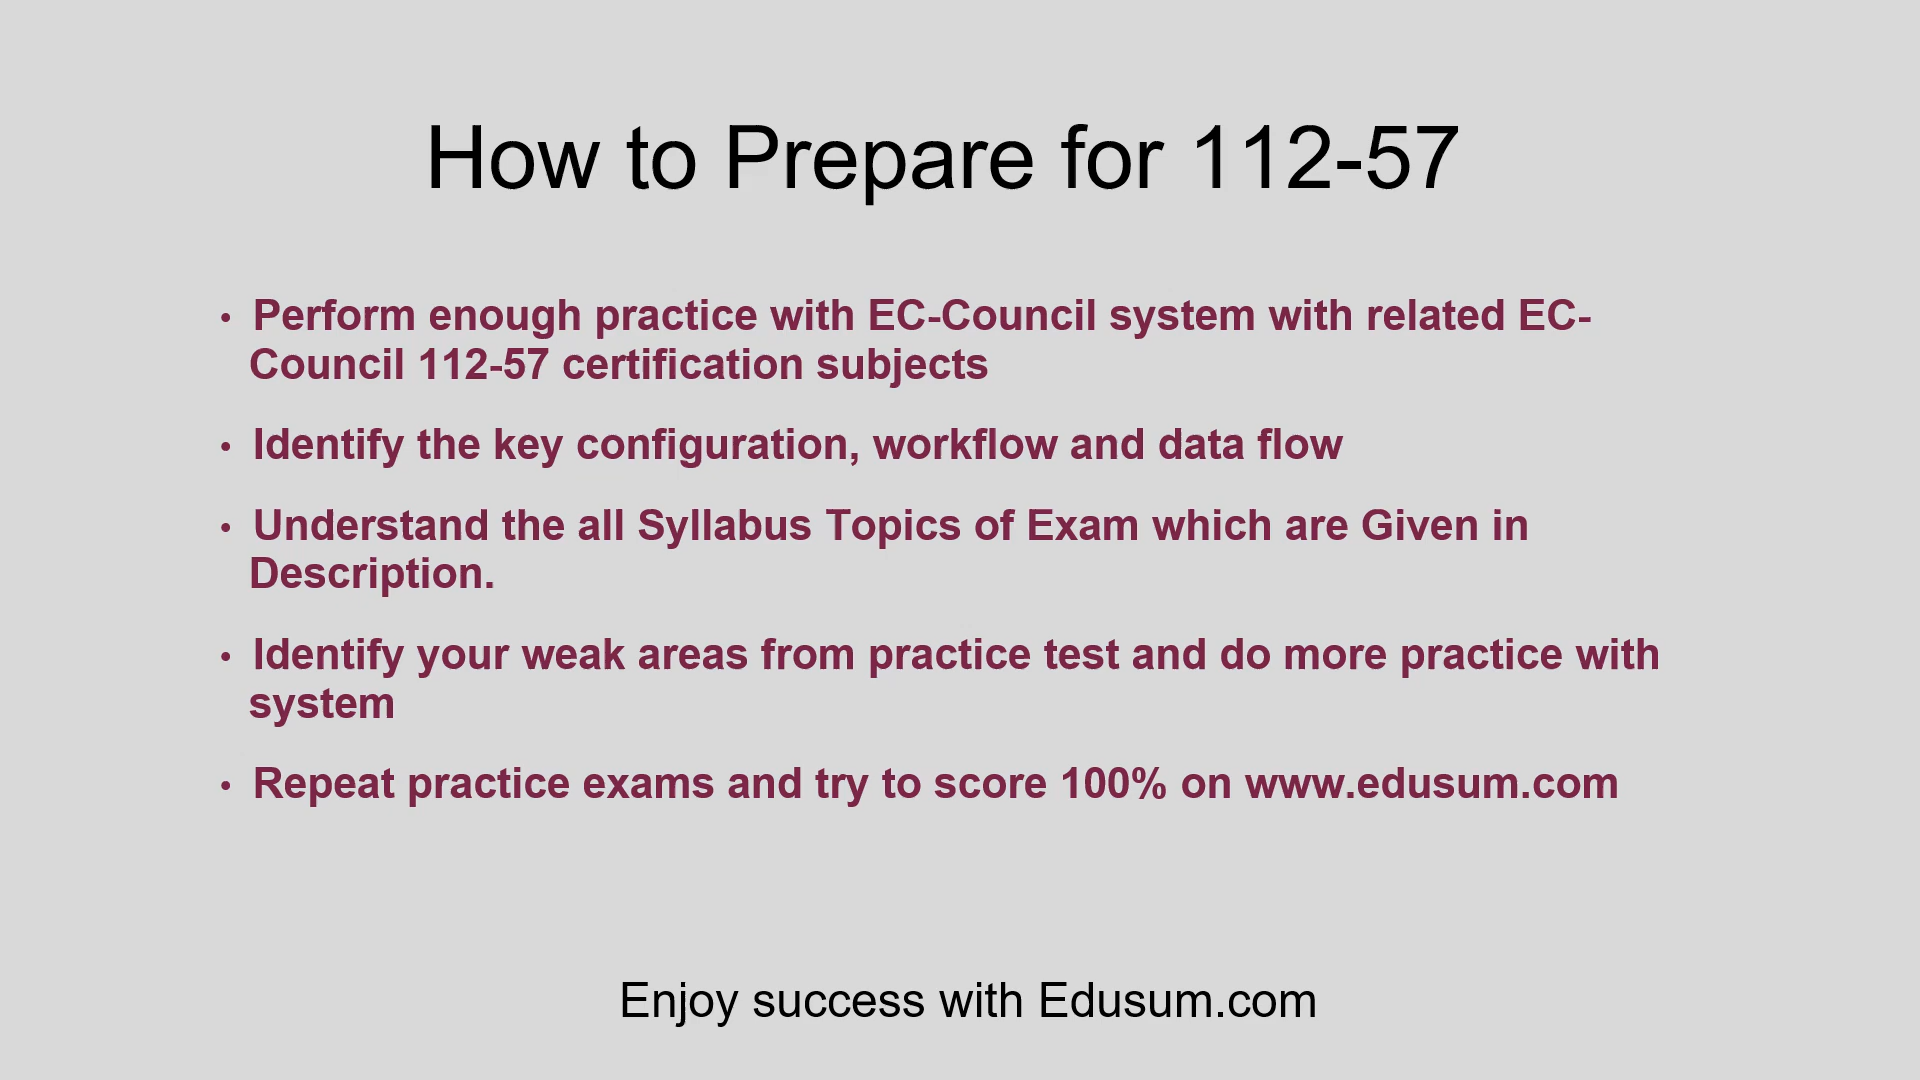 How to Prepare for 112-57
• Perform enough practice with EC-Council system with related EC-
Council 112-57 certification subjects
• Identify the key configuration, workflow and data flow
• Understand the all Syllabus Topics of Exam which are Given in
Description.
• Identify your weak areas from practice test and do more practice with
system
• Repeat practice exams and try to score 100% on www.edusum.com
Enjoy success with Edusum.com